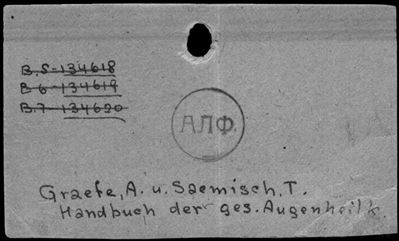 B.5-134618
B 6-134619
B.7-134620
АЛФ.
Graefe, A. u. Saemisch, T.
Handbuch der ges. Augenheilk.